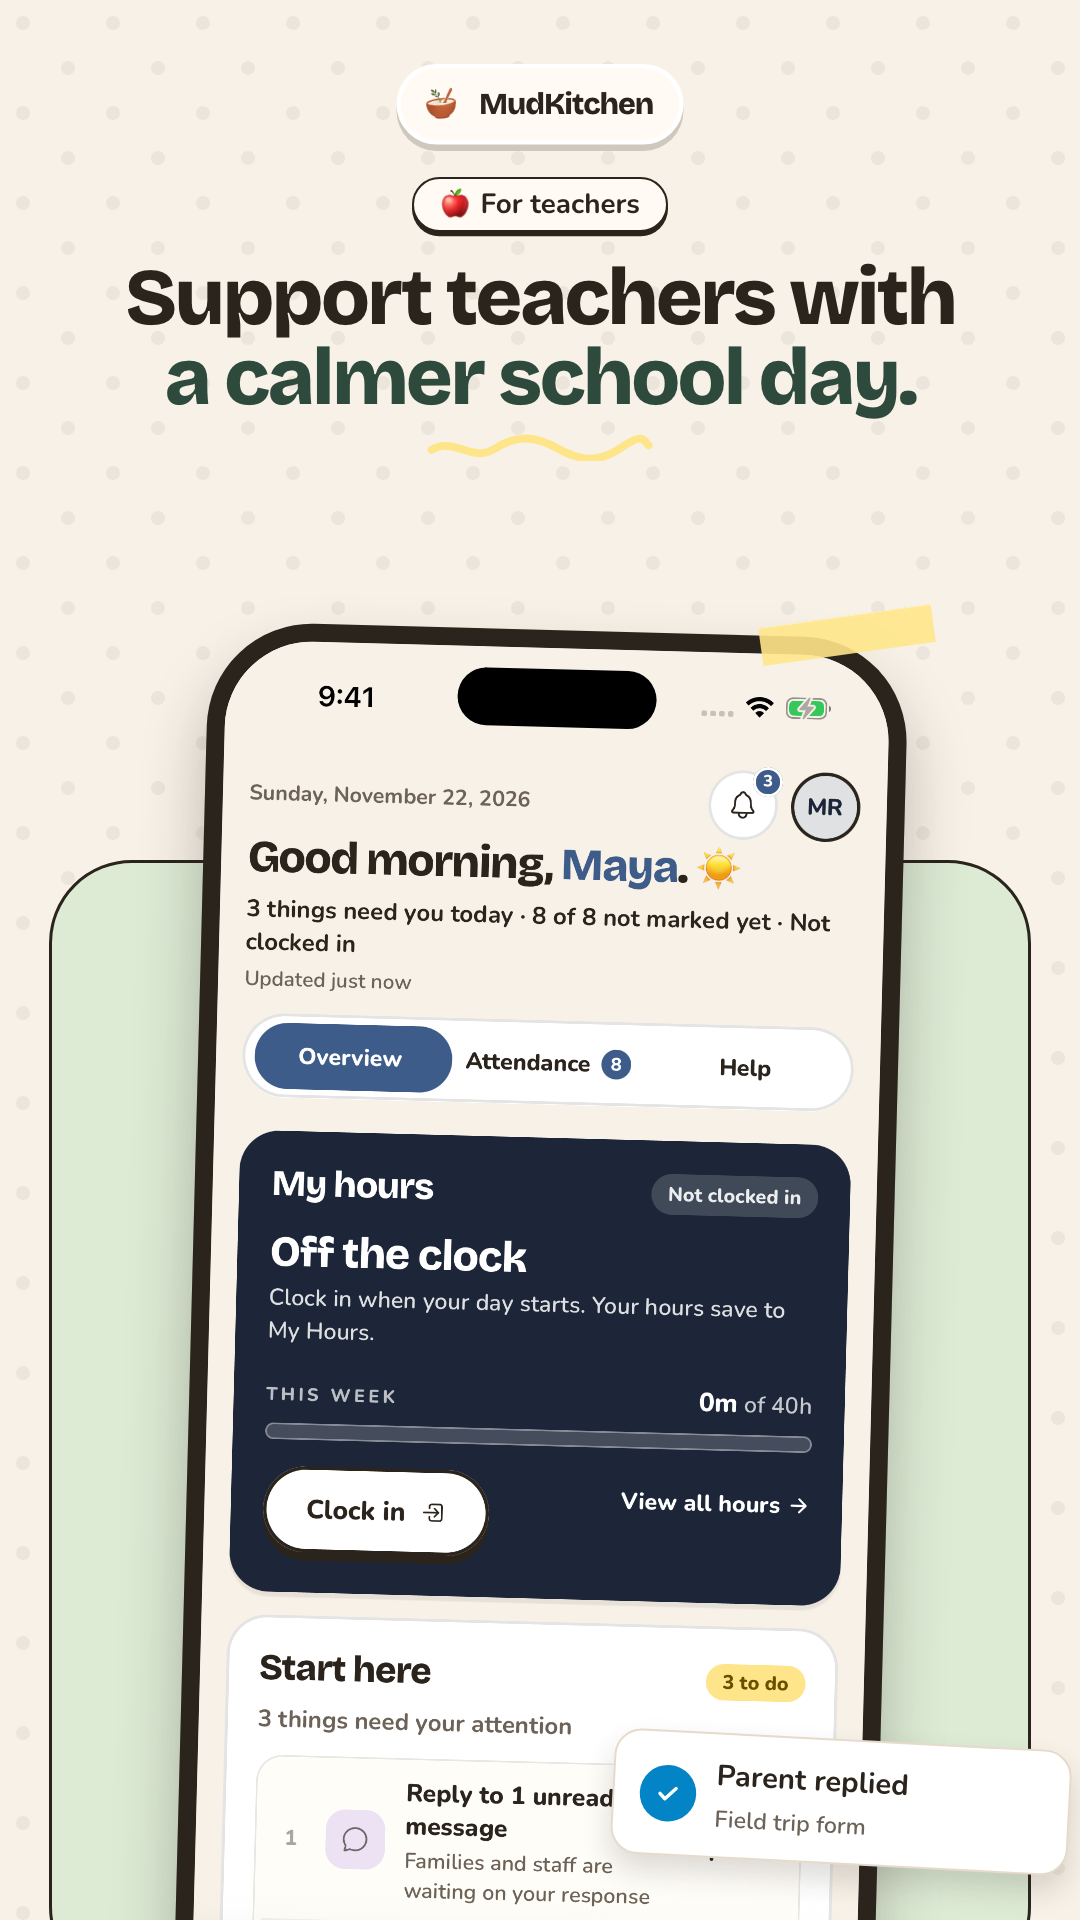 MudKitchen
For teachers
Support teachers with
a calmer school day.
9:41
Sunday, November 22, 2026
3
MR
Good morning, Maya.
3 things need you today · 8 of 8 not marked yet · Not
clocked in
Updated just now
Overview
Attendance 8
Help
My hours
Not clocked in
Off the clock
Clock in when your day starts. Your hours save to
My Hours.
THIS WEEK
0m of 40h
Clock in
View all hours →
Start here
3 to do
3 things need your attention
1
Reply to 1 unread
message
Families and staff are
waiting on your response
Parent replied
Field trip form